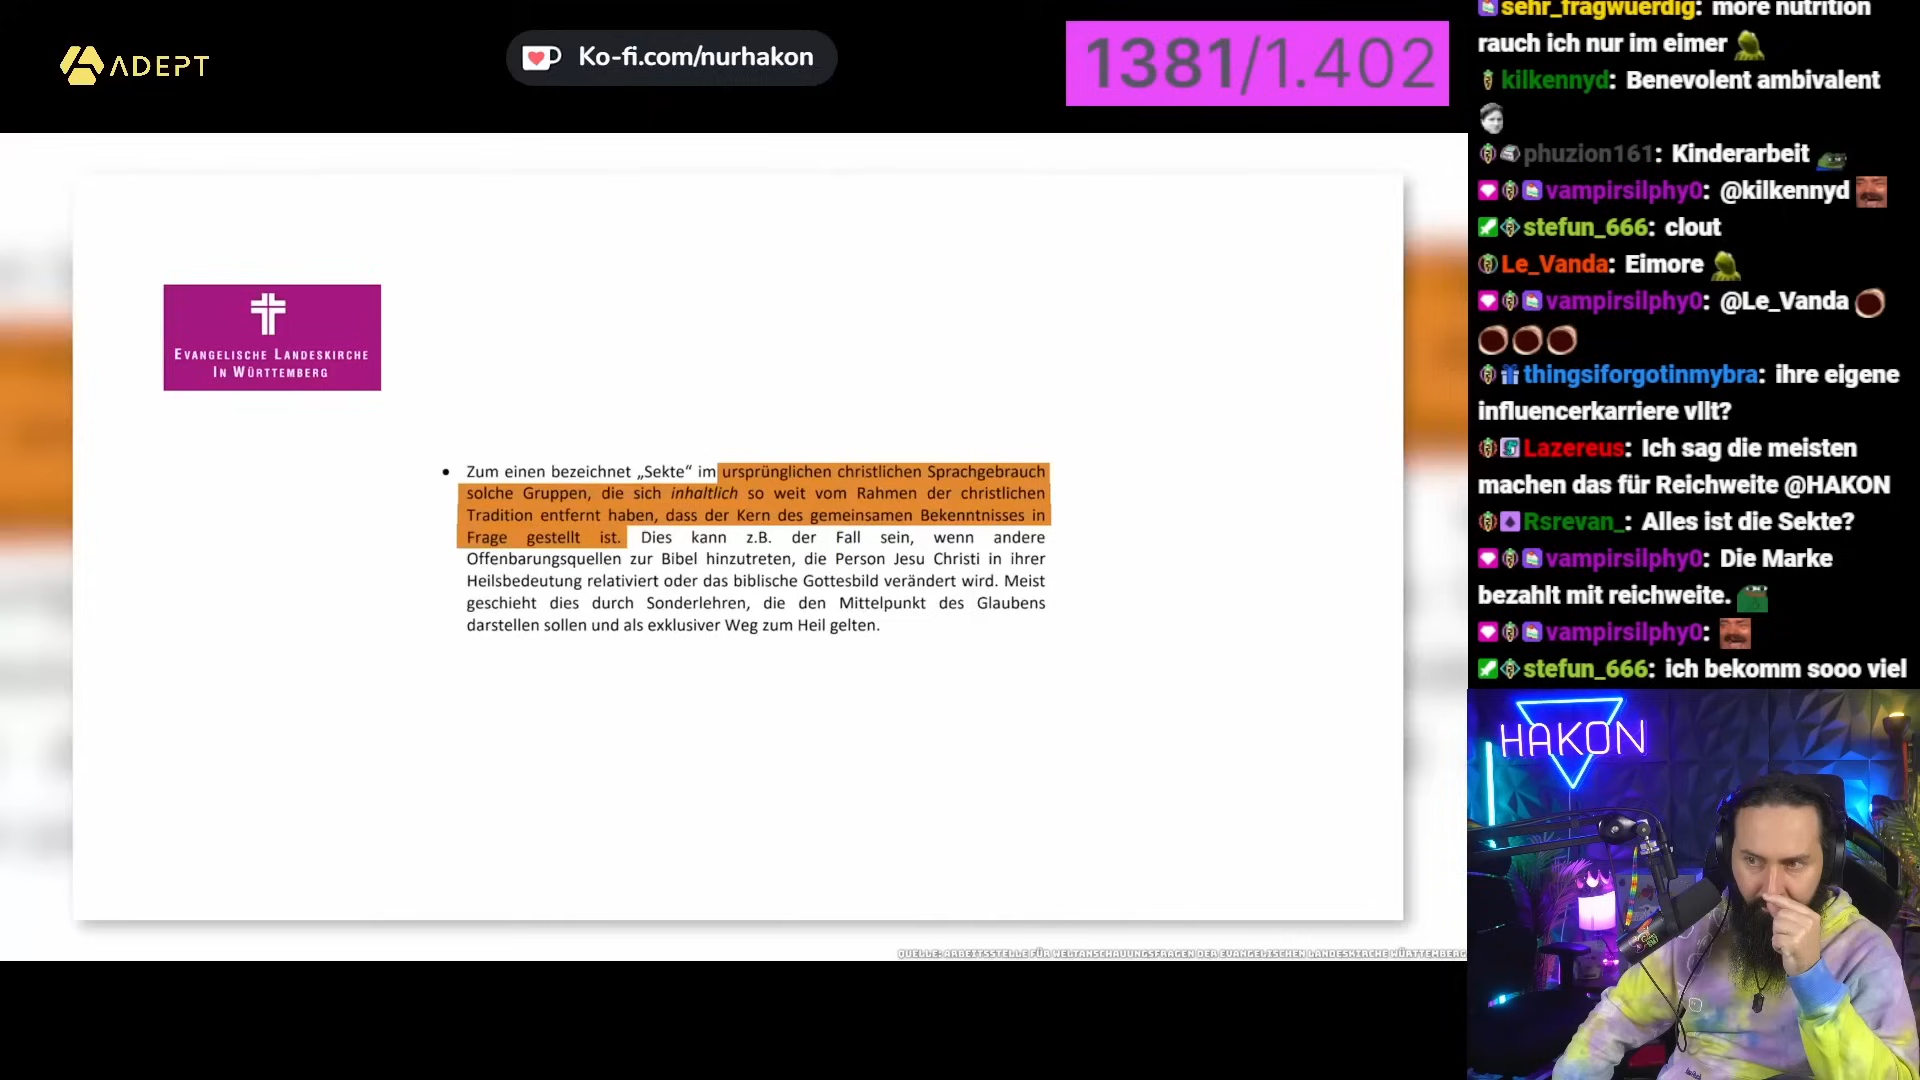 ADEPT
Ko-fi.com/nurhakon
1381/1.402
EVANGELISCHE LANDESKIRCHE
IN WÜRTTEMBERG
• Zum einen bezeichnet „Sekte“ im ursprünglichen christlichen Sprachgebrauch
solche Gruppen, die sich inhaltlich so weit vom Rahmen der christlichen
Tradition entfernt haben, dass der Kern des gemeinsamen Bekenntnisses in
Frage gestellt ist. Dies kann z.B. der Fall sein, wenn andere
Offenbarungsquellen zur Bibel hinzutreten, die Person Jesu Christi in ihrer
Heilsbedeutung relativiert oder das biblische Gottesbild verändert wird. Meist
geschieht dies durch Sonderlehren, die den Mittelpunkt des Glaubens
darstellen sollen und als exklusiver Weg zum Heil gelten.
QUELLE: ARBEITSSTELLE FÜR WELTANSCHAUUNGSFRAGEN DER EVANGELISCHEN LANDESKIRCHE WÜRTTEMBERG
sehr_fragwuerdig: more nutrition
rauch ich nur im eimer
kilkennyd: Benevolent ambivalent
phuzion161: Kinderarbeit
vampirsilphy0: @kilkennyd
stefun_666: clout
Le_Vanda: Eimore
vampirsilphy0: @Le_Vanda
thingsiforgotinmybra: ihre eigene
influencerkarriere vllt?
Lazereus: Ich sag die meisten
machen das für Reichweite @HAKON
Rsrevan_: Alles ist die Sekte?
vampirsilphy0: Die Marke
bezahlt mit reichweite.
vampirsilphy0:
stefun_666: ich bekomm sooo viel
HAKON